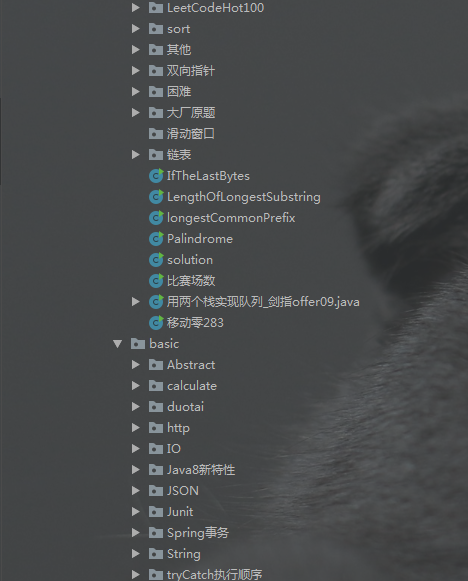 LeetCodeHot100
sort
其他
双向指针
困难
大厂原题
滑动窗口
链表
IfTheLastBytes
LengthOfLongestSubstring
longestCommonPrefix
Palindrome
solution
比赛场数
用两个栈实现队列_剑指offer09.java
移动零283
basic
Abstract
calculate
duotai
http
IO
Java8新特性
JSON
Junit
Spring事务
String
tryCatch执行顺序